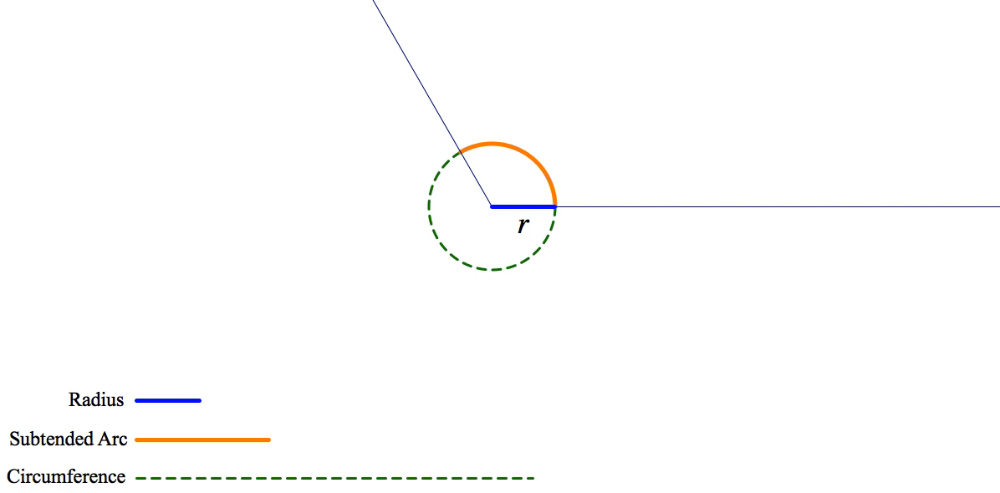 r
Radius
Subtended Arc
Circumference